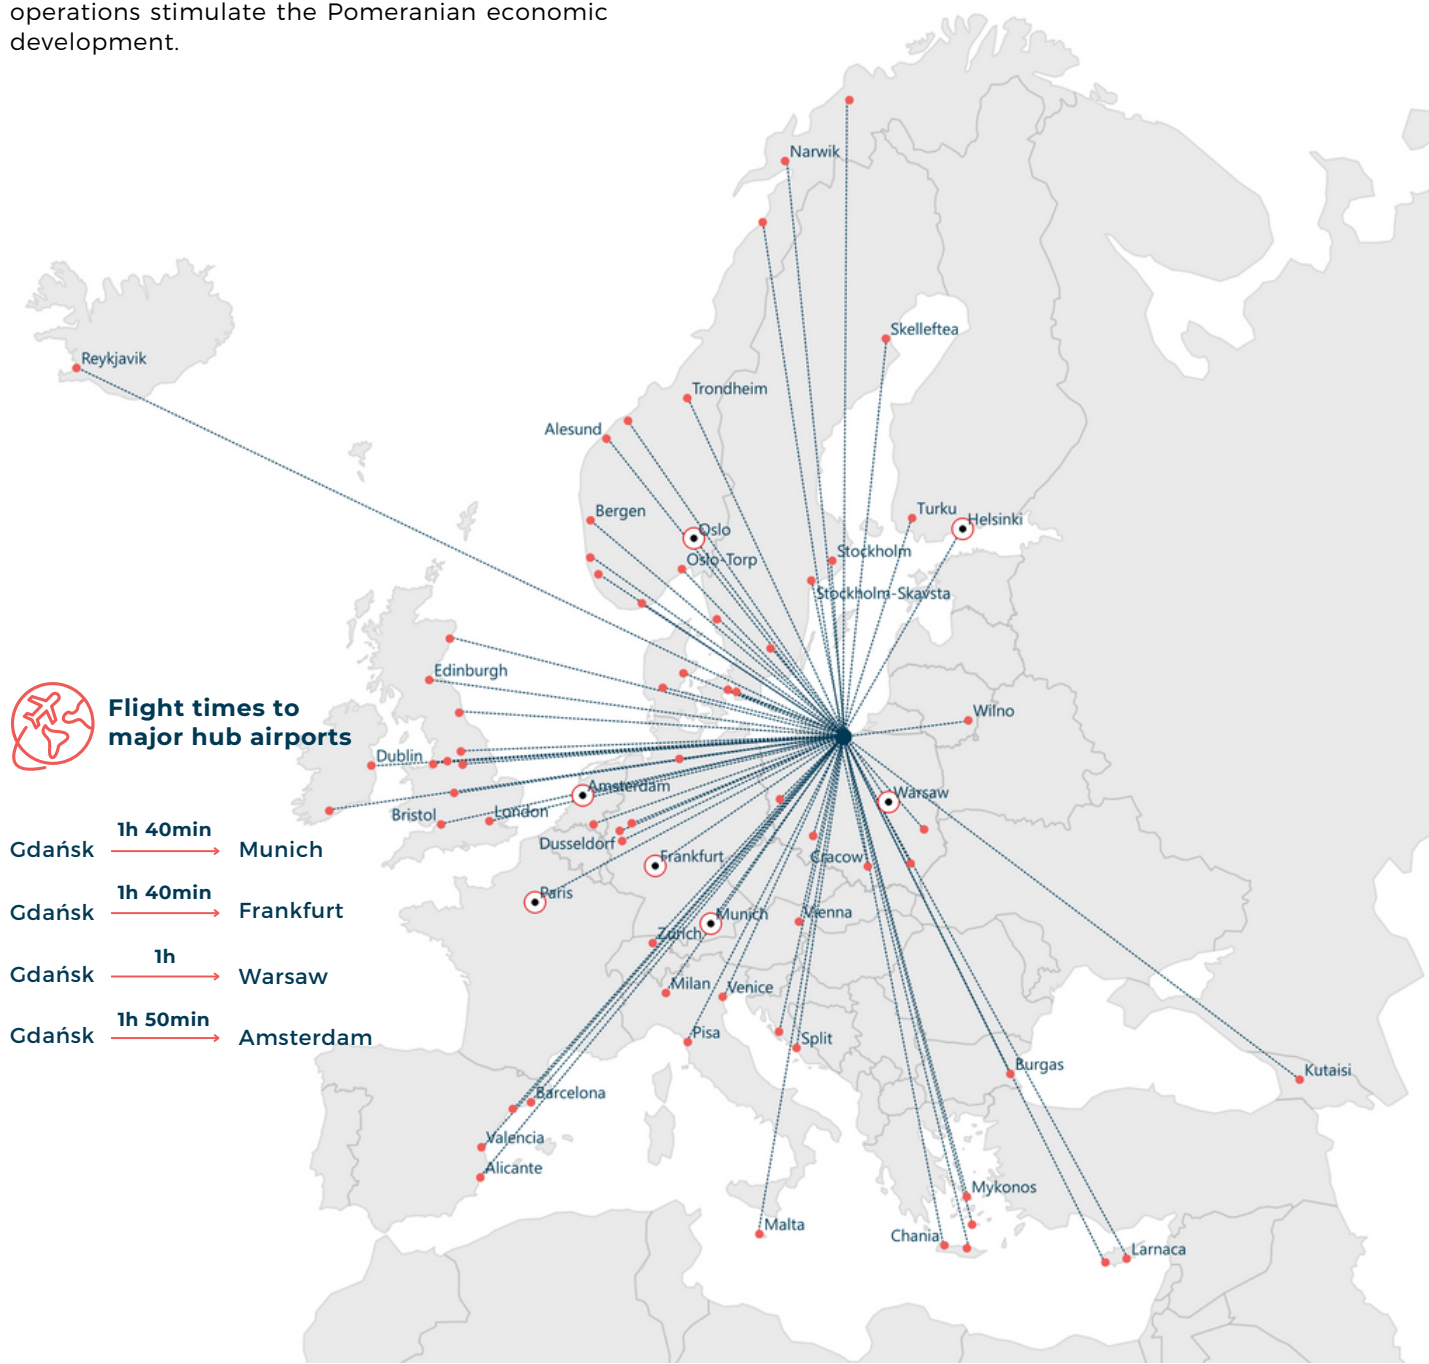 operations stimulate the Pomeranian economic
development.
Narwik
Skelleftea
Reykjavik
Trondheim
Alesund
Bergen
Turku
Helsinki
Oslo
Stockholm
Oslo-Torp
Stockholm-Skavsta
Edinburgh
Wilno
Flight times to
major hub airports
Dublin
Amsterdam
Warsaw
Bristol
London
Dusseldorf
Frankfurt
Cracow
Paris
Munich
Vienna
Zürich
Milan
Venice
Pisa
Split
Burgas
Kutaisi
Barcelona
Valencia
Alicante
Mykonos
Malta
Chania
Larnaca
1h 40min
Gdańsk Munich
1h 40min
Gdańsk Frankfurt
1h
Gdańsk Warsaw
1h 50min
Gdańsk Amsterdam